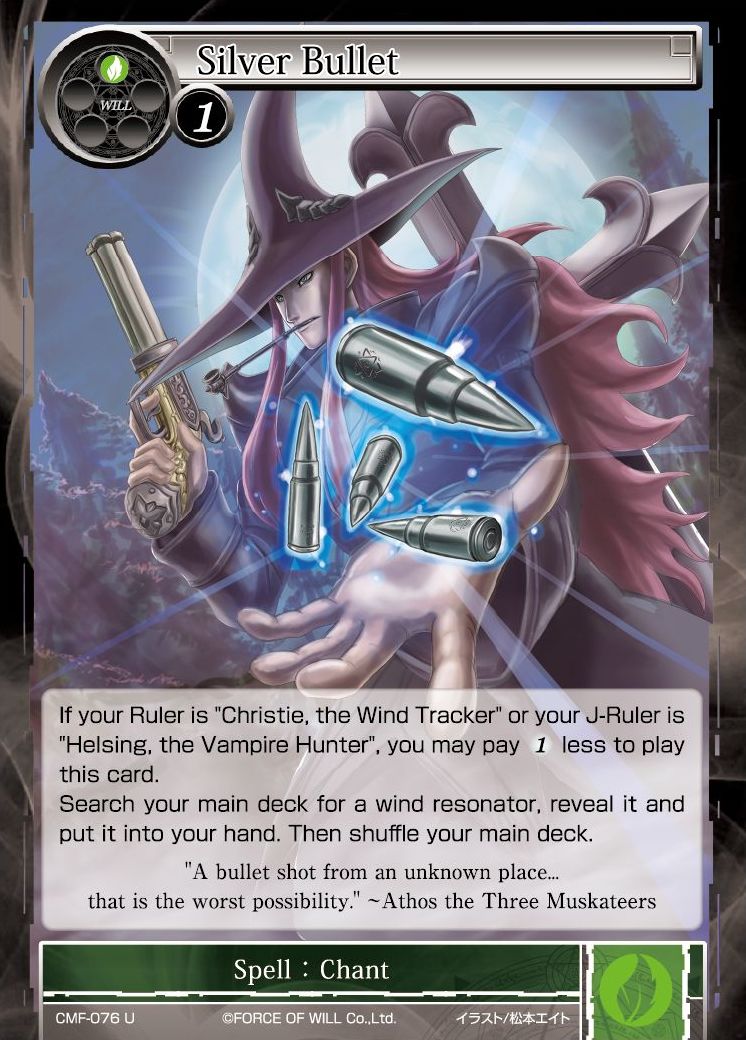 Silver Bullet
WILL
1
If your Ruler is "Christie, the Wind Tracker" or your J-Ruler is
"Helsing, the Vampire Hunter", you may pay 1 less to play
this card.
Search your main deck for a wind resonator, reveal it and
put it into your hand. Then shuffle your main deck.
"A bullet shot from an unknown place...
that is the worst possibility." ~Athos the Three Muskateers
Spell : Chant
CMF-076 U ©FORCE OF WILL Co.,Ltd. イラスト/松本エイト